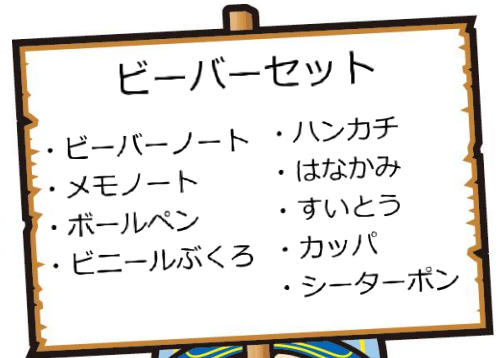 ビーバーセット
・ビーバーノート
・メモノート
・ボールペン
・ビニールぶくろ
・ハンカチ
・はなかみ
・すいとう
・カッパ
・シーターポン